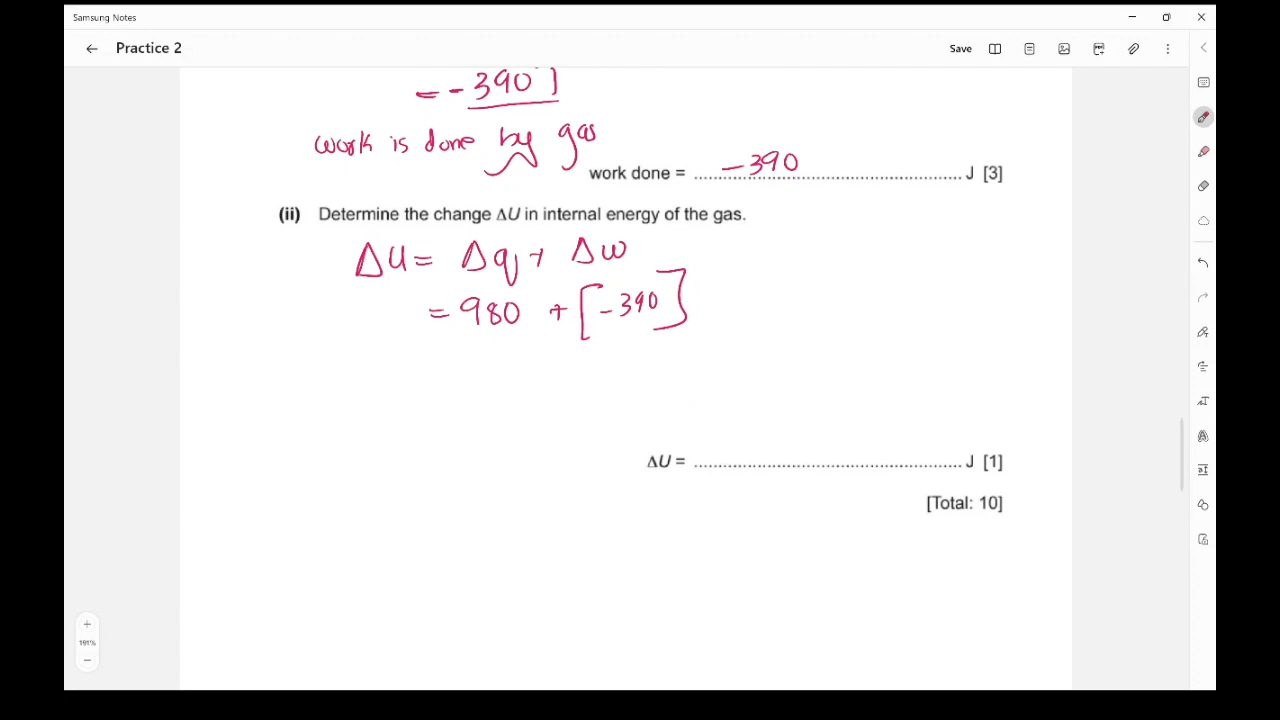 Samsung Notes
Practice 2
Save
= -390 J
work is done by gas
work done = -390 J [3]
(ii) Determine the change ΔU in internal energy of the gas.
ΔU = Δq + Δw
= 980 + [-390]
ΔU = ........................................................ J [1]
[Total: 10]
191%